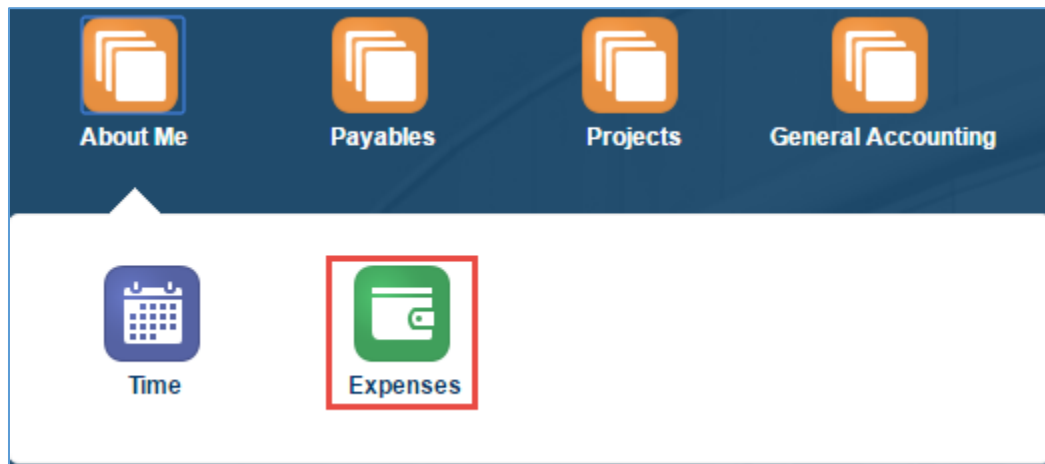 About Me
Payables
Projects
General Accounting
Time
Expenses